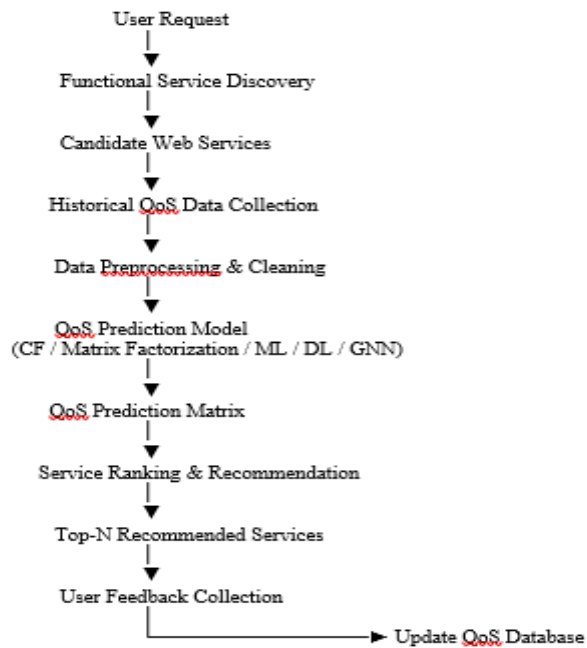 User Request
Functional Service Discovery
Candidate Web Services
Historical QoS Data Collection
Data Preprocessing & Cleaning
QoS Prediction Model
(CF / Matrix Factorization / ML / DL / GNN)
QoS Prediction Matrix
Service Ranking & Recommendation
Top-N Recommended Services
User Feedback Collection
Update QoS Database